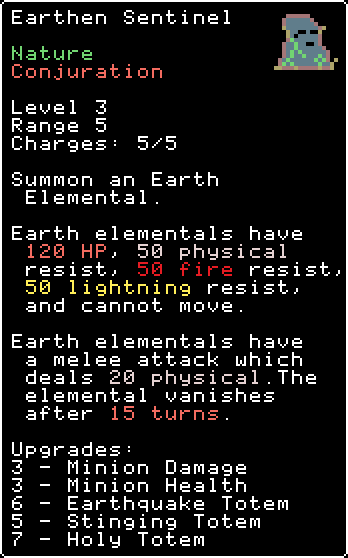 Earthen Sentinel
Nature
Conjuration
Level 3
Range 5
Charges: 5/5
Summon an Earth
Elemental.
Earth elementals have
120 HP, 50 physical
resist, 50 fire resist,
50 lightning resist,
and cannot move.
Earth elementals have
a melee attack which
deals 20 physical.The
elemental vanishes
after 15 turns.
Upgrades:
3 - Minion Damage
3 - Minion Health
6 - Earthquake Totem
5 - Stinging Totem
7 - Holy Totem